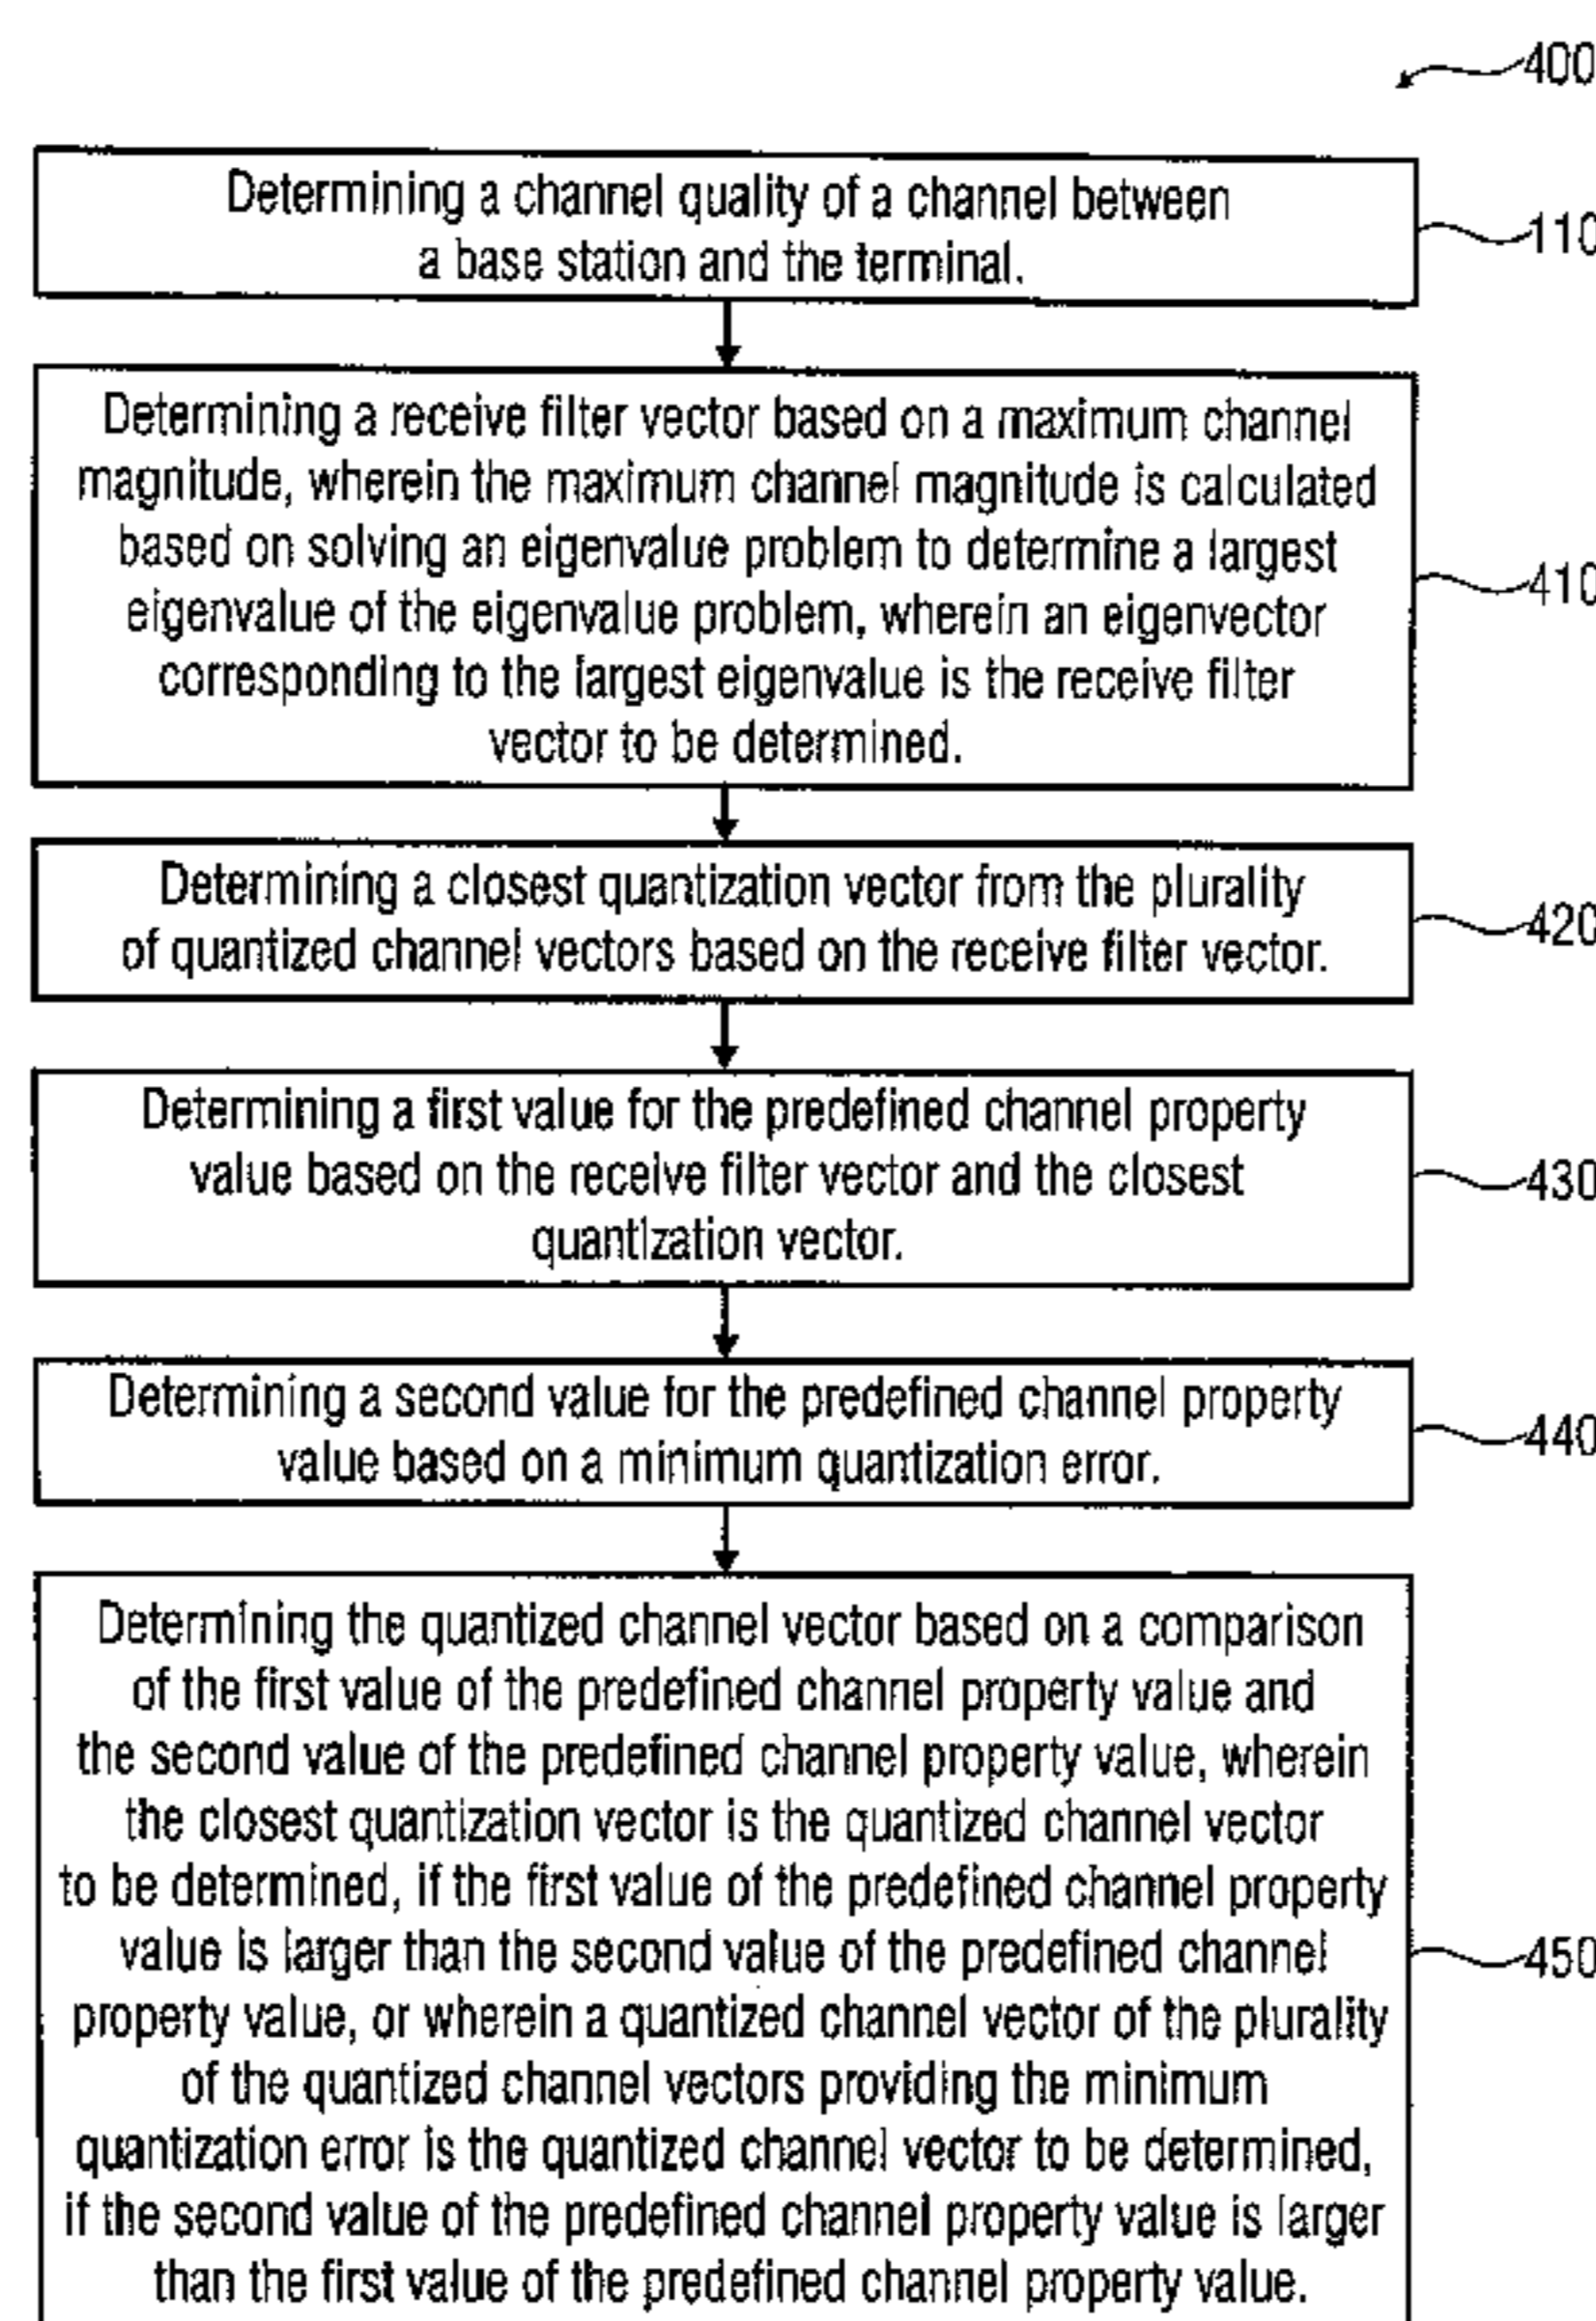 400
Determining a channel quality of a channel between
a base station and the terminal.
110
Determining a receive filter vector based on a maximum channel
magnitude, wherein the maximum channel magnitude is calculated
based on solving an eigenvalue problem to determine a largest
eigenvalue of the eigenvalue problem, wherein an eigenvector
corresponding to the largest eigenvalue is the receive filter
vector to be determined.
410
Determining a closest quantization vector from the plurality
of quantized channel vectors based on the receive filter vector.
420
Determining a first value for the predefined channel property
value based on the receive filter vector and the closest
quantization vector.
430
Determining a second value for the predefined channel property
value based on a minimum quantization error.
440
Determining the quantized channel vector based on a comparison
of the first value of the predefined channel property value and
the second value of the predefined channel property value, wherein
the closest quantization vector is the quantized channel vector
to be determined, if the first value of the predefined channel property
value is larger than the second value of the predefined channel
property value, or wherein a quantized channel vector of the plurality
of the quantized channel vectors providing the minimum
quantization error is the quantized channel vector to be determined,
if the second value of the predefined channel property value is larger
than the first value of the predefined channel property value.
450